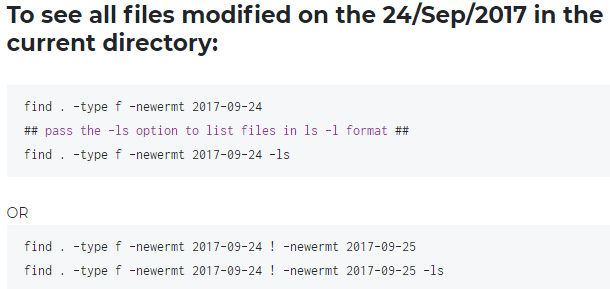 To see all files modified on the 24/Sep/2017 in the
current directory:
find . -type f -newermt 2017-09-24
## pass the -ls option to list files in ls -l format ##
find . -type f -newermt 2017-09-24 -ls
OR
find . -type f -newermt 2017-09-24 ! -newermt 2017-09-25
find . -type f -newermt 2017-09-24 ! -newermt 2017-09-25 -ls